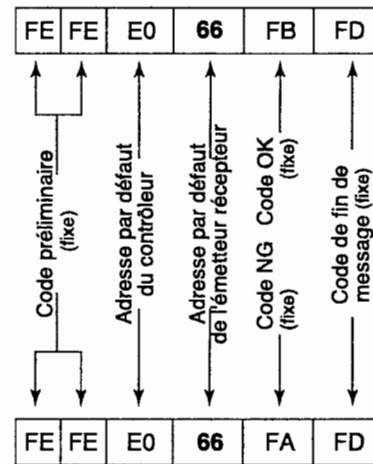 FE FE E0 66 FB FD
Code préliminaire
(fixe)
Adresse par défaut
du contrôleur
Adresse par défaut
de l'émetteur récepteur
Code OK
(fixe)
Code NG
(fixe)
Code de fin de
message (fixe)
FE FE E0 66 FA FD